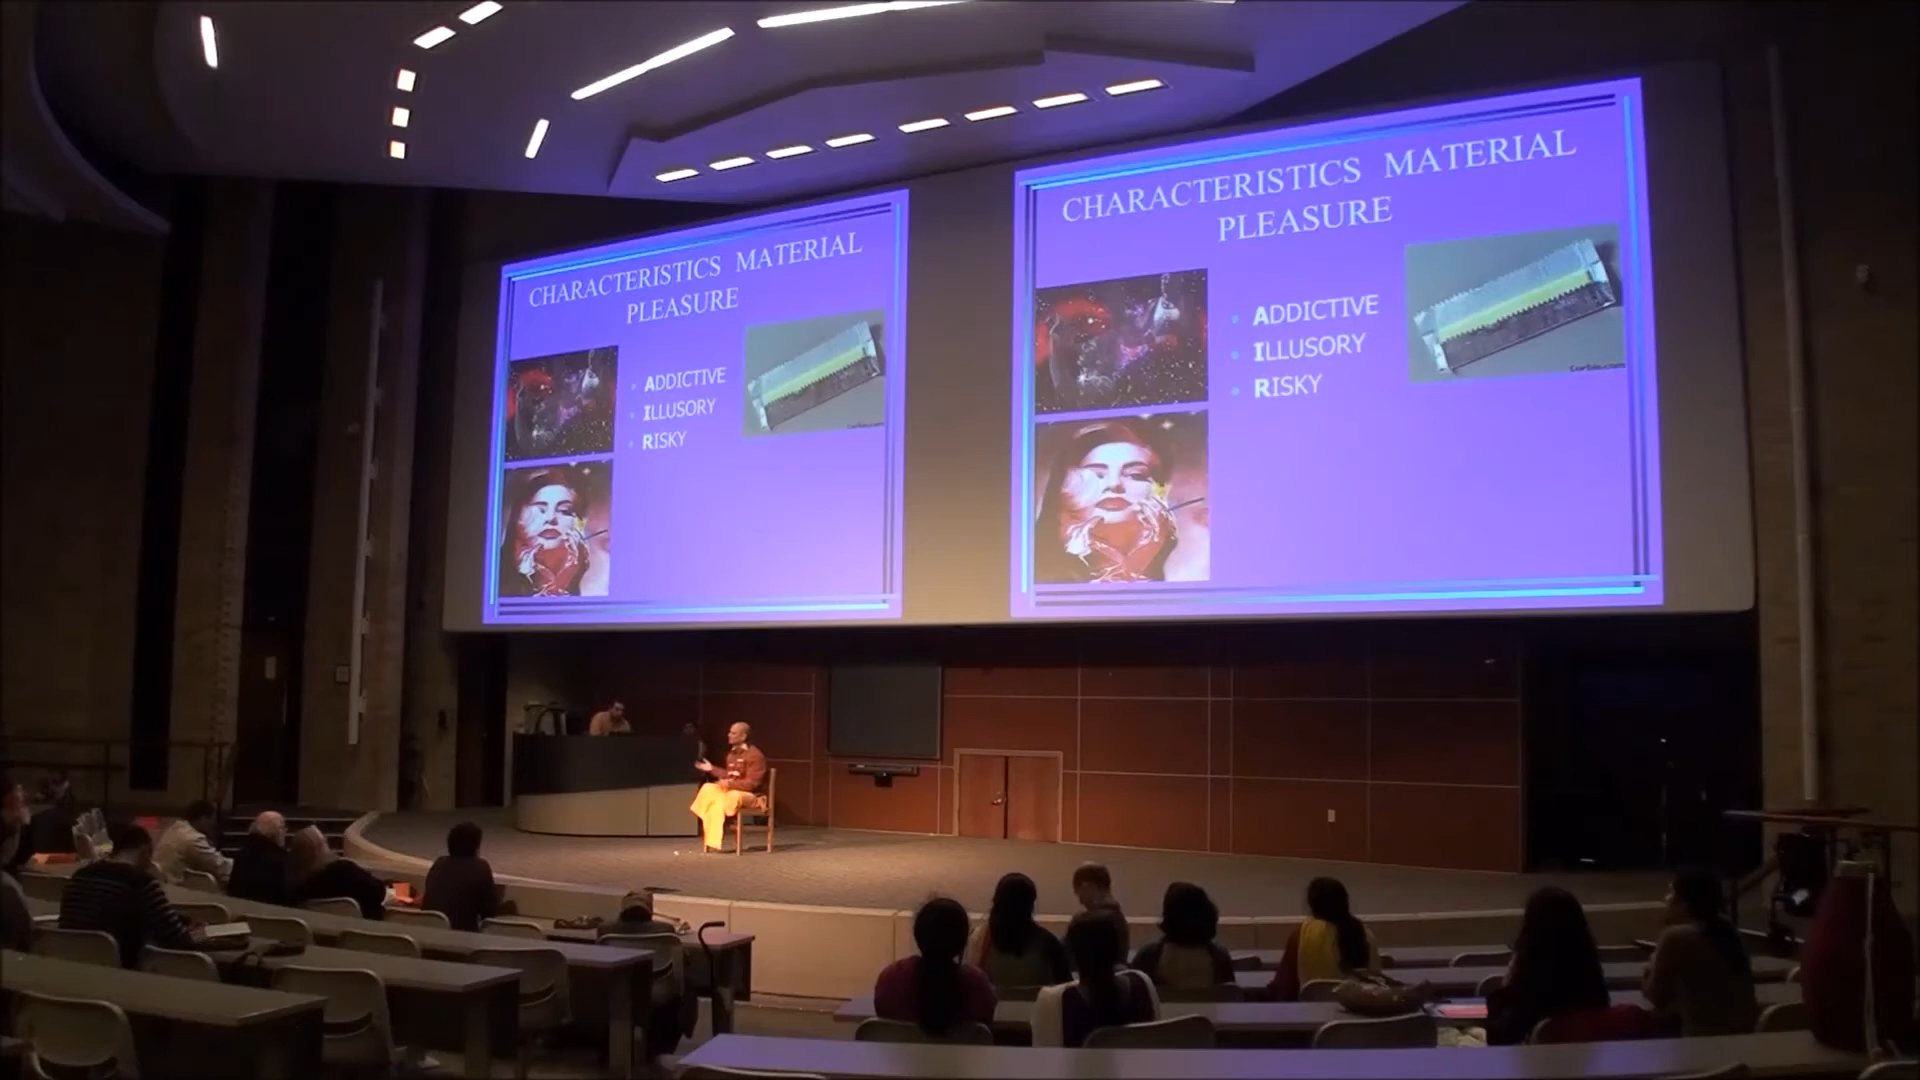 CHARACTERISTICS MATERIAL
PLEASURE
ADDICTIVE
ILLUSORY
RISKY
CHARACTERISTICS MATERIAL
PLEASURE
ADDICTIVE
ILLUSORY
RISKY